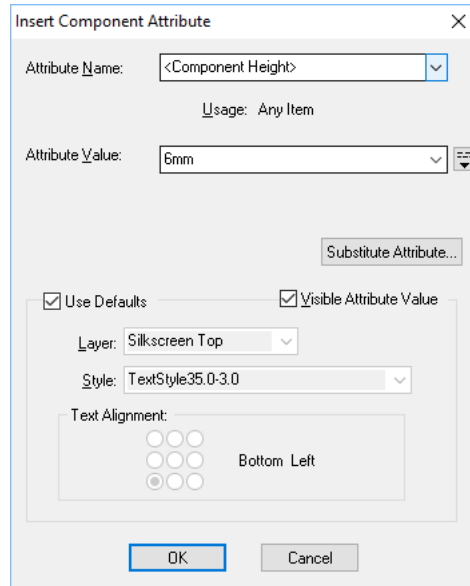 Insert Component Attribute
Attribute Name: <Component Height>
Usage: Any Item
Attribute Value: 6mm
Substitute Attribute...
Use Defaults Visible Attribute Value
Layer: Silkscreen Top
Style: TextStyle35.0-3.0
Text Alignment:
Bottom Left
OK Cancel